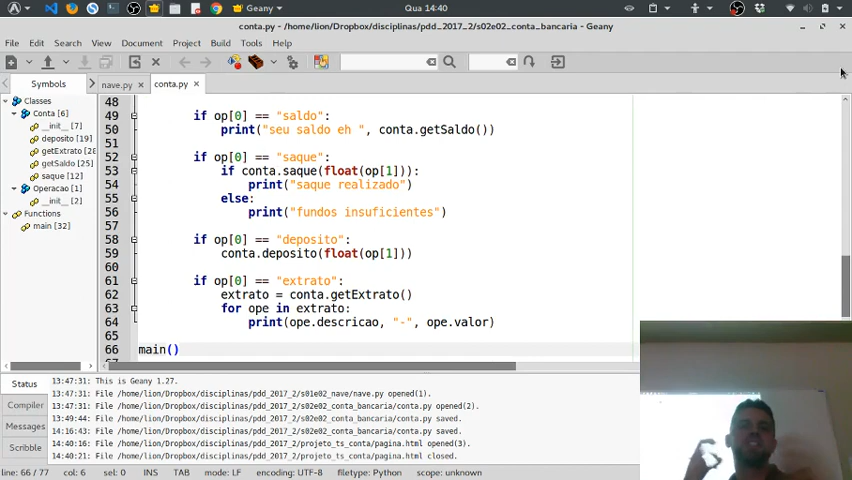 Geany
Qua 14:40
conta.py - /home/lion/Dropbox/disciplinas/pdd_2017_2/s02e02_conta_bancaria - Geany
File Edit Search View Document Project Build Tools Help
Symbols
nave.py
conta.py
Classes
Conta [6]
__init__ [7]
deposito [19]
getExtrato [28
getSaldo [25]
saque [12]
Operacao [1]
__init__ [2]
Functions
main [32]
48
49 if op[0] == "saldo":
50 print("seu saldo eh ", conta.getSaldo())
51
52 if op[0] == "saque":
53 if conta.saque(float(op[1])):
54 print("saque realizado")
55 else:
56 print("fundos insuficientes")
57
58 if op[0] == "deposito":
59 conta.deposito(float(op[1]))
60
61 if op[0] == "extrato":
62 extrato = conta.getExtrato()
63 for ope in extrato:
64 print(ope.descricao, "-", ope.valor)
65
66 main()
Status
Compiler
Messages
Scribble
13:47:31: This is Geany 1.27.
13:47:31: File /home/lion/Dropbox/disciplinas/pdd_2017_2/s01e02_nave/nave.py opened(1).
13:47:31: File /home/lion/Dropbox/disciplinas/pdd_2017_2/s02e02_conta_bancaria/conta.py opened(2).
13:49:44: File /home/lion/Dropbox/disciplinas/pdd_2017_2/s02e02_conta_bancaria/conta.py saved.
14:16:43: File /home/lion/Dropbox/disciplinas/pdd_2017_2/s02e02_conta_bancaria/conta.py saved.
14:40:16: File /home/lion/Dropbox/disciplinas/pdd_2017_2/projeto_ts_conta/pagina.html opened(3).
14:40:21: File /home/lion/Dropbox/disciplinas/pdd_2017_2/projeto_ts_conta/pagina.html closed.
line: 66 / 77 col: 6 sel: 0 INS TAB mode: LF encoding: UTF-8 filetype: Python scope: unknown